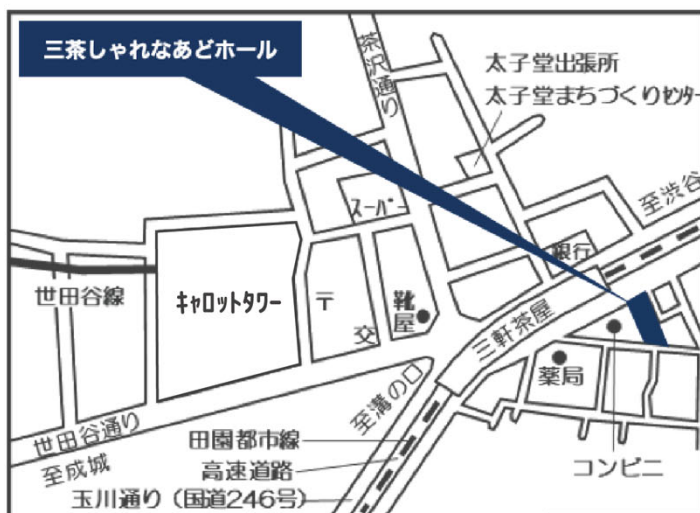 三茶しゃれなあどホール
茶沢通り
太子堂出張所
太子堂まちづくりセンター
至渋谷
スーパー
銀行
世田谷線
キャロットタワー
〒
靴屋
交
三軒茶屋
薬局
コンビニ
至溝の口
世田谷通り
至成城
田園都市線
高速道路
玉川通り（国道246号）